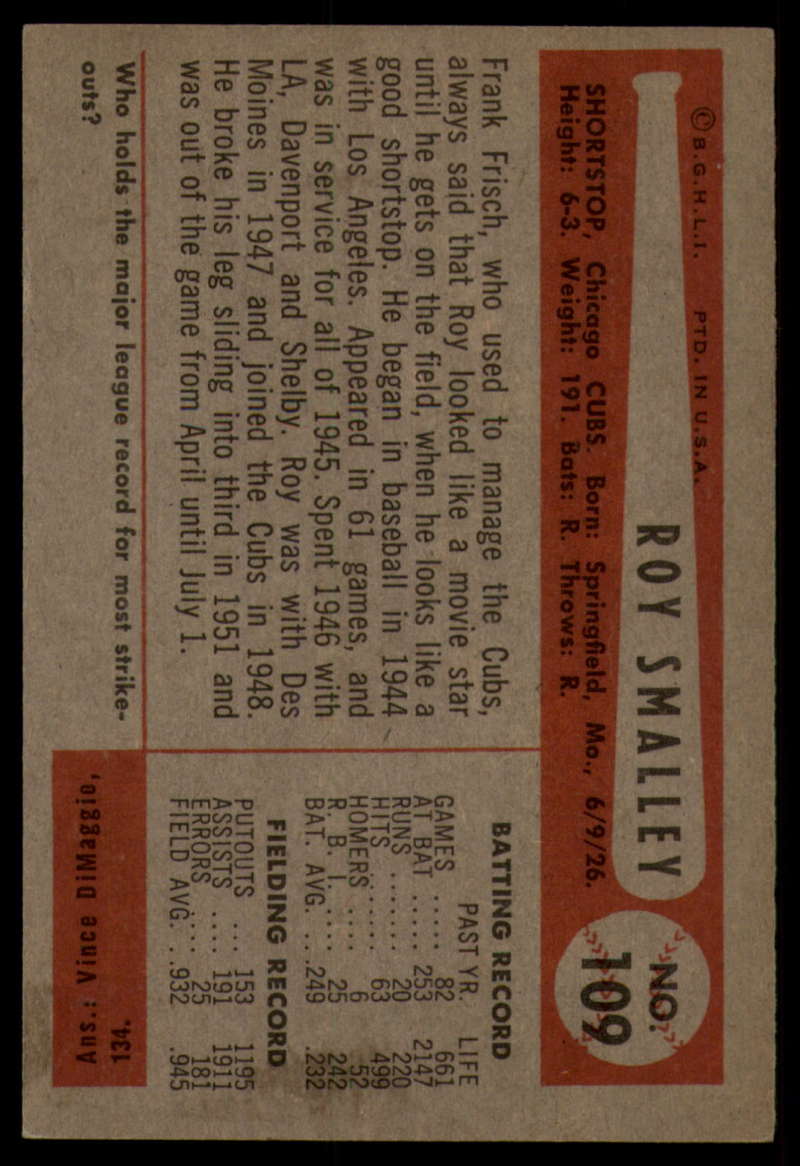 © B.G.H.L.I. PTD. IN U.S.A.
ROY SMALLEY
NO. 109
SHORTSTOP, Chicago CUBS. Born: Springfield, Mo., 6/9/26.
Height: 6-3. Weight: 191. Bats: R. Throws: R.
Frank Frisch, who used to manage the Cubs,
always said that Roy looked like a movie star
until he gets on the field, when he looks like a
good shortstop. He began in baseball in 1944
with Los Angeles. Appeared in 61 games, and
was in service for all of 1945. Spent 1946 with
LA, Davenport and Shelby. Roy was with Des
Moines in 1947 and joined the Cubs in 1948.
He broke his leg sliding into third in 1951 and
was out of the game from April until July 1.
BATTING RECORD
PAST YR. LIFE
GAMES ..... 82 661
AT BAT ..... 253 2147
RUNS ...... 20 220
HITS ...... 63 499
HOMERS .... 6 52
R. B. I. .... 25 242
BAT. AVG. .. .249 .232
FIELDING RECORD
PUTOUTS ... 153 1195
ASSISTS .... 191 1911
ERRORS .... 25 181
FIELD AVG. . .932 .945
Who holds the major league record for most strike-
outs?
Ans.: Vince DiMaggio,
134.